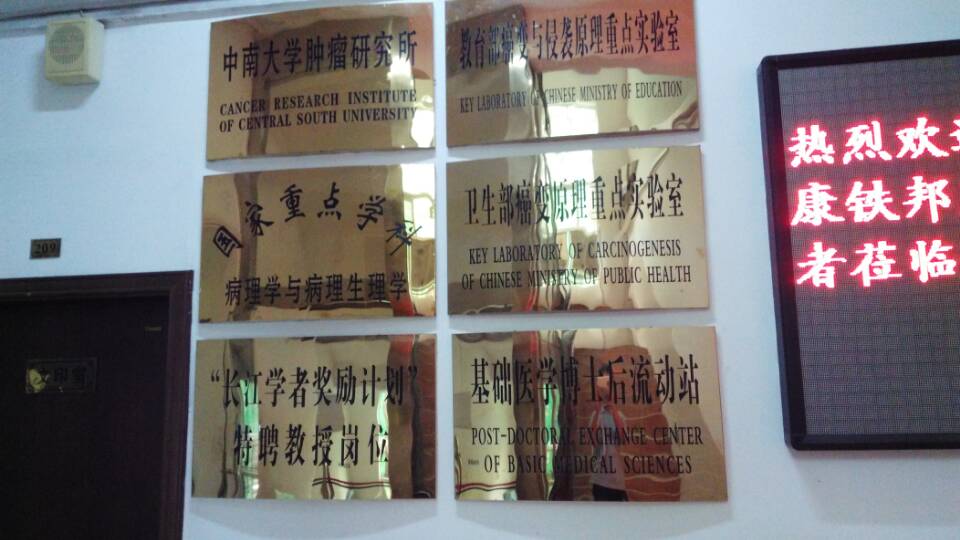 中南大学肿瘤研究所
CANCER RESEARCH INSTITUTE
OF CENTRAL SOUTH UNIVERSITY
教育部癌变与侵袭原理重点实验室
KEY LABORATORY OF CHINESE MINISTRY OF EDUCATION
国家重点学科
病理学与病理生理学
卫生部癌变原理重点实验室
KEY LABORATORY OF CARCINOGENESIS
OF CHINESE MINISTRY OF PUBLIC HEALTH
“长江学者奖励计划”
特聘教授岗位
基础医学博士后流动站
POST-DOCTORAL EXCHANGE CENTER
OF BASIC MEDICAL SCIENCES
热烈欢迎
康铁邦
者莅临
209
文印室